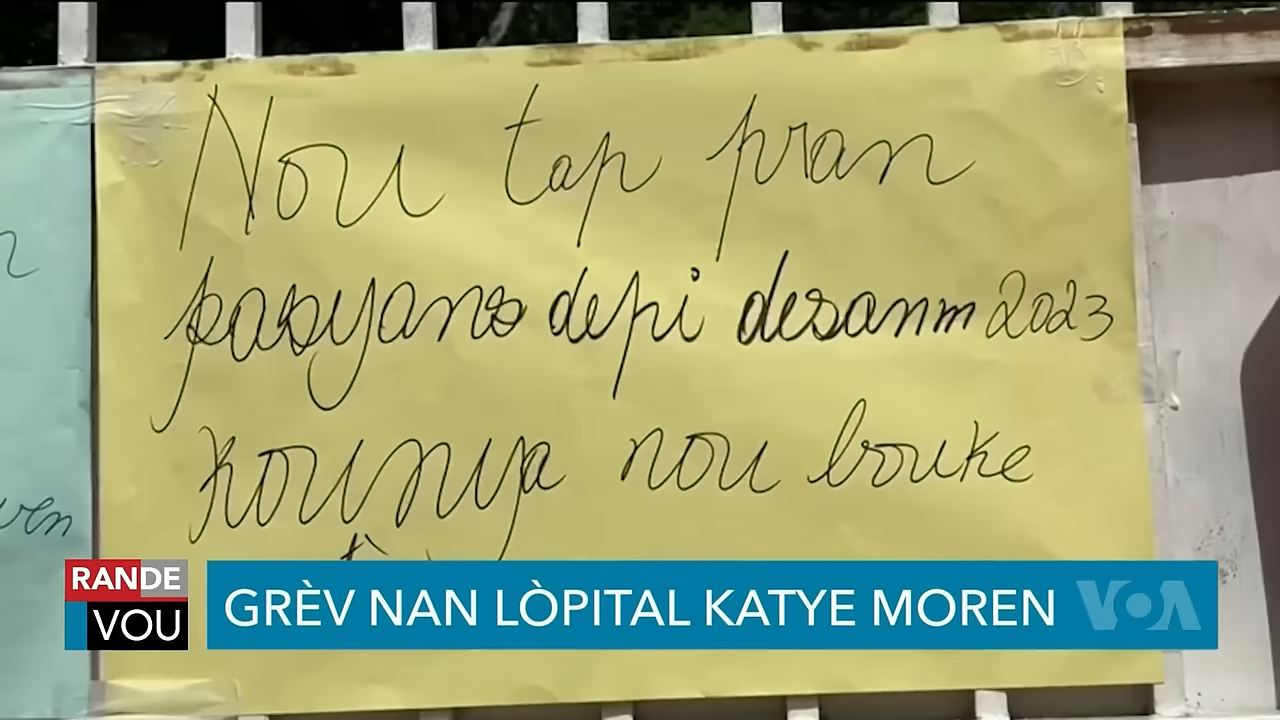 Nou tap pran
pasyans depi desanm 2023
kounya nou bouke
RANDE
VOU
GRÈV NAN LÒPITAL KATYE MOREN
VOA